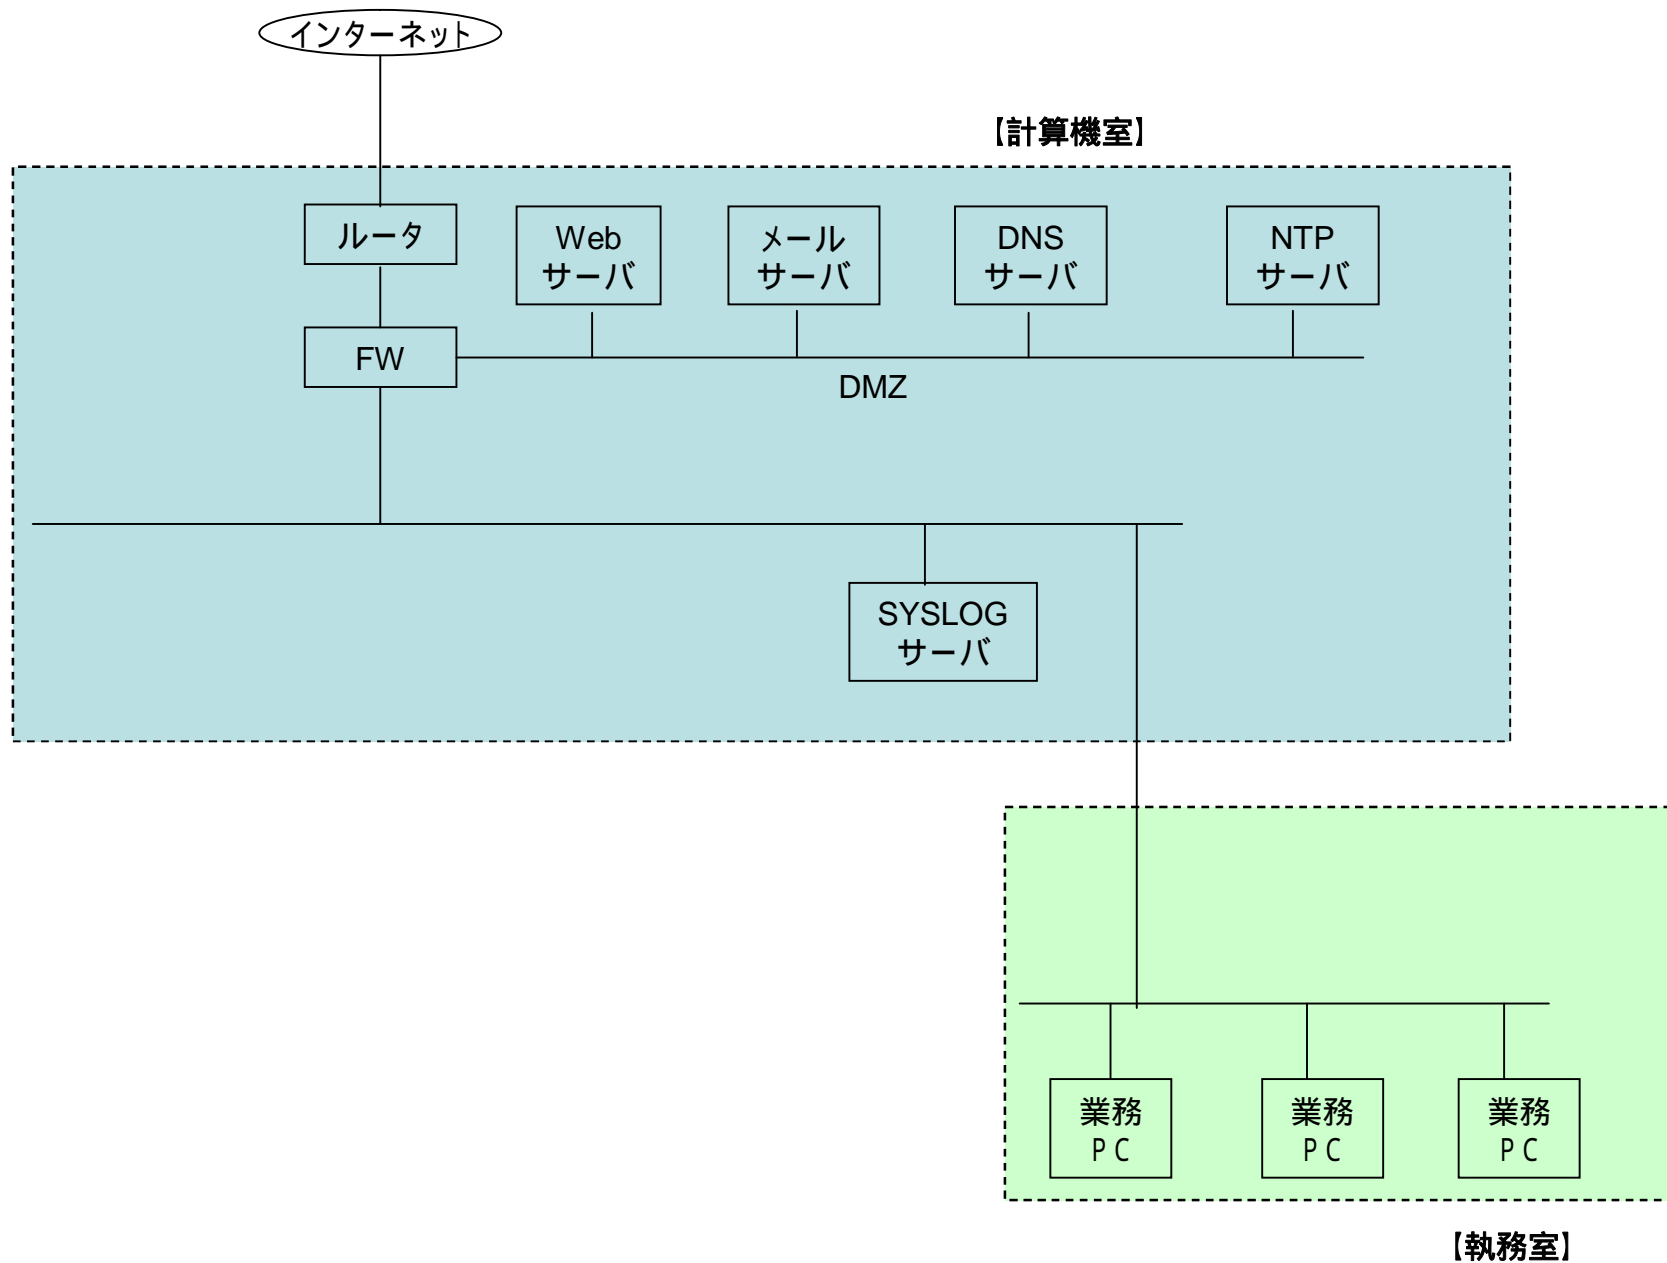 インターネット
【計算機室】
ルータ
Web
サーバ
メール
サーバ
DNS
サーバ
NTP
サーバ
FW
DMZ
SYSLOG
サーバ
業務
ＰＣ
業務
ＰＣ
業務
ＰＣ
【執務室】